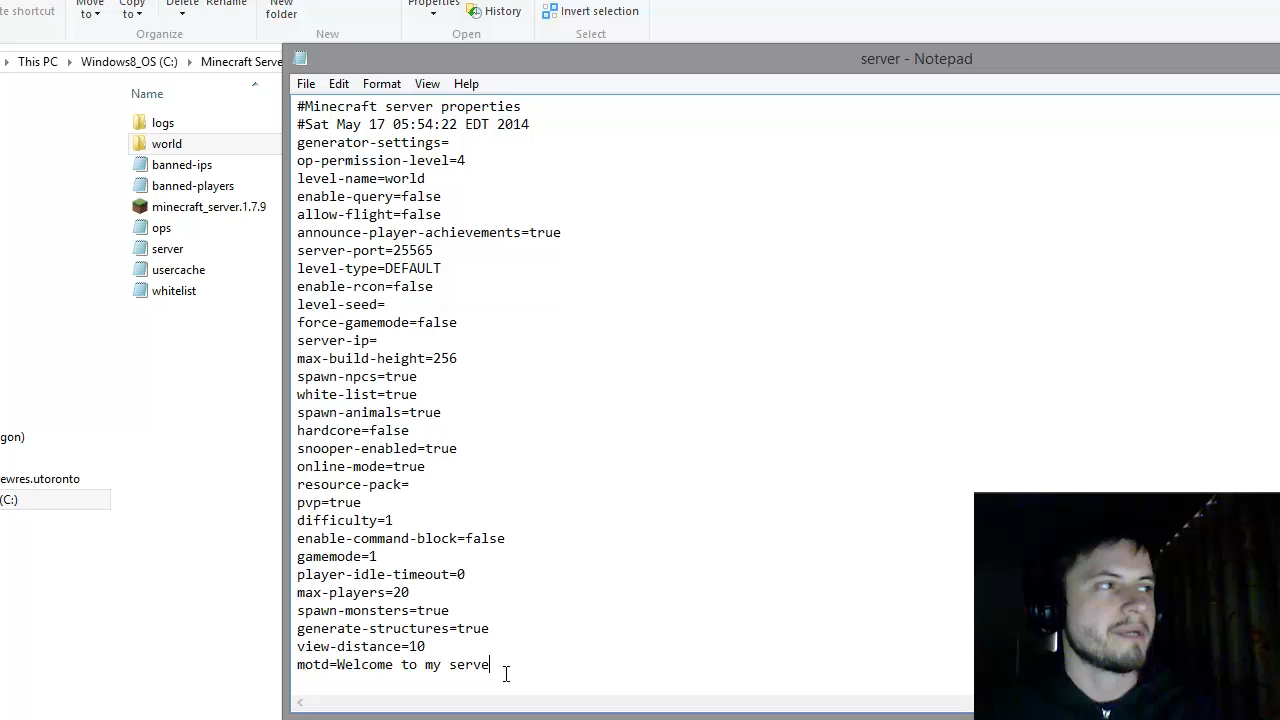 te shortcut
Move to
Copy to
Delete
Rename
New folder
Properties
History
Invert selection
Organize
New
Open
Select
This PC
Windows8_OS (C:)
Minecraft Serve
server - Notepad
File Edit Format View Help
Name
logs
world
banned-ips
banned-players
minecraft_server.1.7.9
ops
server
usercache
whitelist
gon)
ewres.utoronto
(C:)
#Minecraft server properties
#Sat May 17 05:54:22 EDT 2014
generator-settings=
op-permission-level=4
level-name=world
enable-query=false
allow-flight=false
announce-player-achievements=true
server-port=25565
level-type=DEFAULT
enable-rcon=false
level-seed=
force-gamemode=false
server-ip=
max-build-height=256
spawn-npcs=true
white-list=true
spawn-animals=true
hardcore=false
snooper-enabled=true
online-mode=true
resource-pack=
pvp=true
difficulty=1
enable-command-block=false
gamemode=1
player-idle-timeout=0
max-players=20
spawn-monsters=true
generate-structures=true
view-distance=10
motd=Welcome to my serve